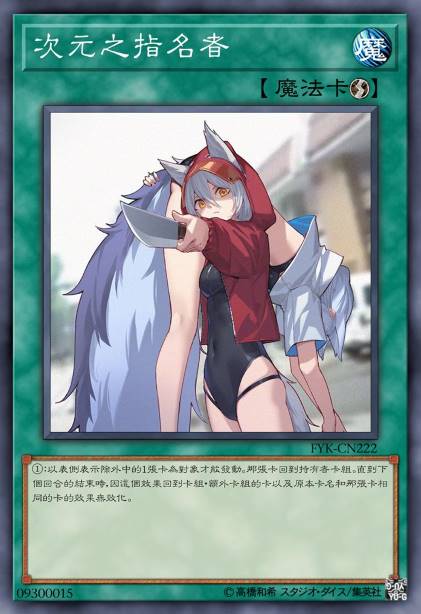 次元之指名者
魔
【魔法卡】
FYK-CN222
①:以表側表示除外中的1張卡為對象才能發動。那張卡回到持有者卡組。直到下
個回合的結束時,因這個效果回到卡組·額外卡組的卡以及原本卡名和那張卡相
同的卡的效果無效化。
09300015
©高橋和希 スタジオ・ダイス/集英社